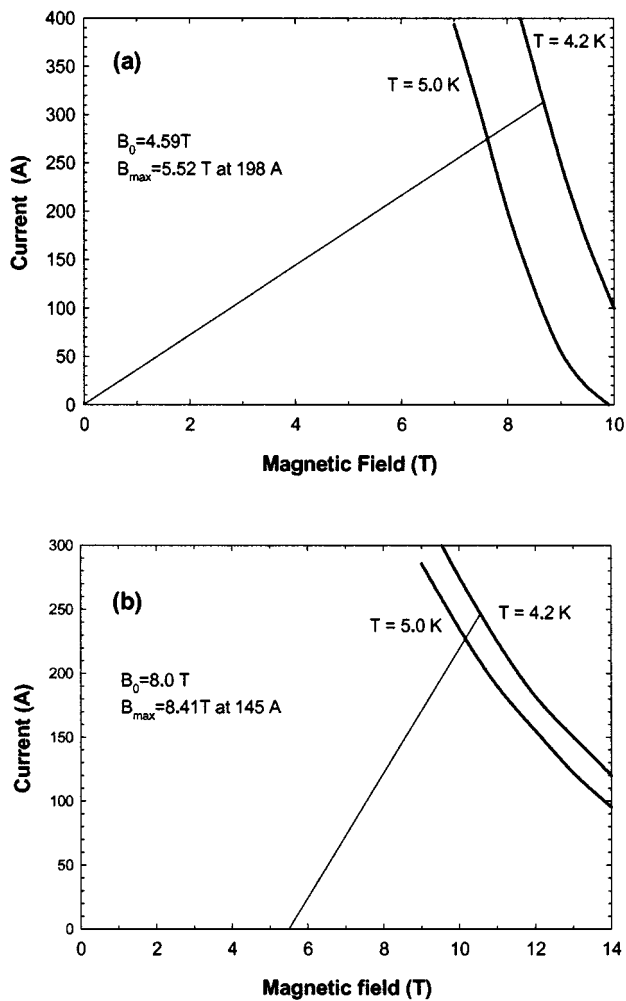 400
350
300
250
200
150
100
50
0
Current (A)
(a)
T = 4.2 K
T = 5.0 K
B0=4.59T
Bmax=5.52 T at 198 A
0 2 4 6 8 10
Magnetic Field (T)
300
250
200
150
100
50
0
Current (A)
(b)
T = 5.0 K
T = 4.2 K
B0=8.0 T
Bmax=8.41T at 145 A
0 2 4 6 8 10 12 14
Magnetic field (T)